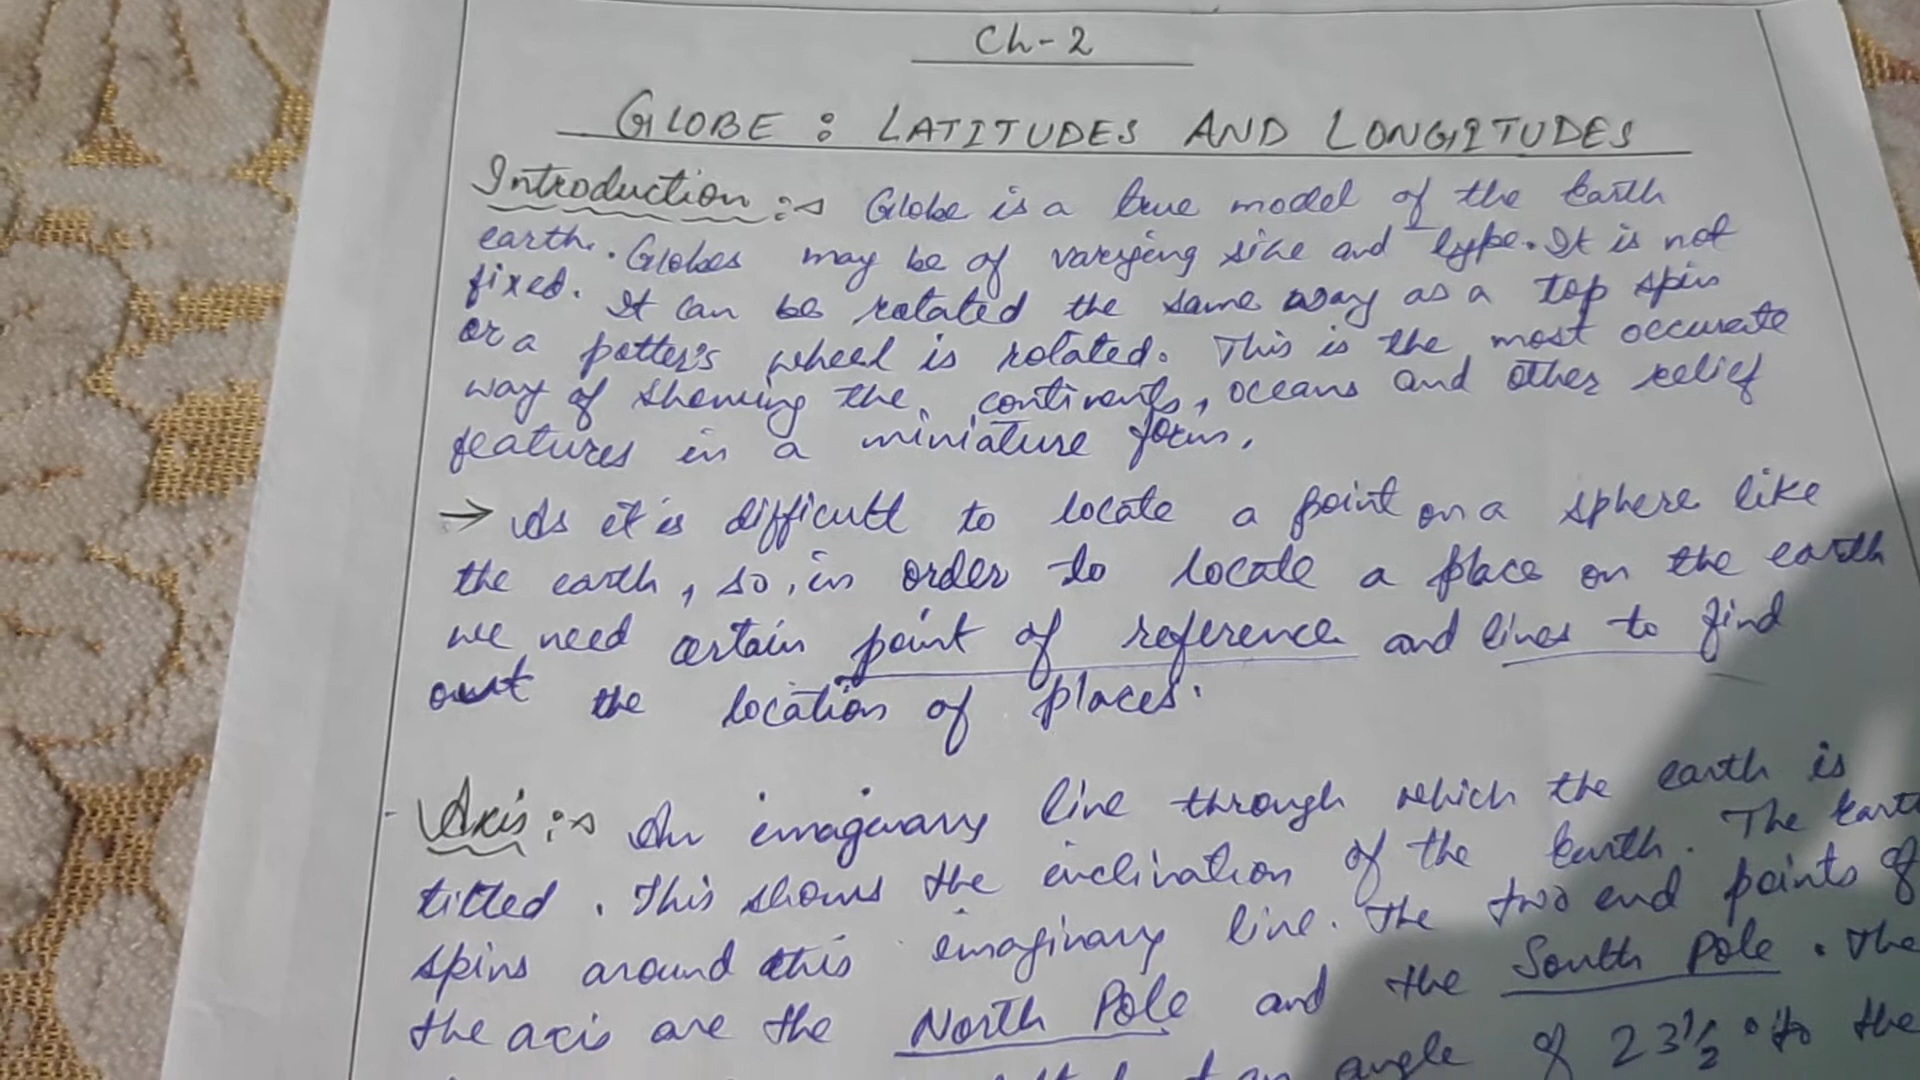 Ch-2
GLOBE : LATITUDES AND LONGITUDES
Introduction :→ Globe is a true model of the Earth
earth. Globes may be of varying size and type. It is not
fixed. It can be rotated the same way as a top spin
or a potter's wheel is rotated. This is the most occurate
way of showing the continents, oceans and other relief
features in a miniature form.
→ As it is difficult to locate a point on a sphere like
the earth, so, in order to locate a place on the earth
we need certain point of reference and lines to find
out the location of places.
Axis :→ An imaginary line through which the earth is
titled. This shows the inclination of the Earth. The Earth
spins around this imaginary line. The two end points of
the axis are the North Pole and the South Pole. The
angle of 23½° to the